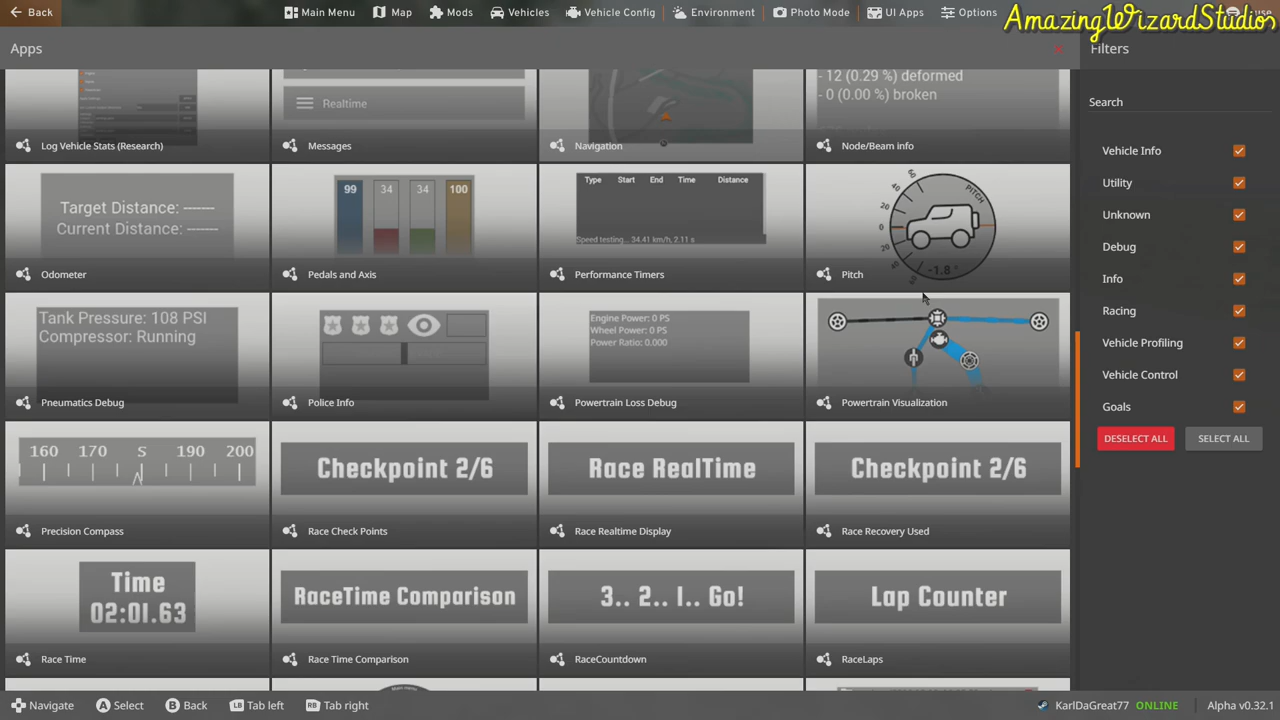 Back
Main Menu
Map
Mods
Vehicles
Vehicle Config
Environment
Photo Mode
UI Apps
Options
AmazingWizardStudios
Apps
Filters
Log Vehicle Stats (Research)
Realtime
Messages
Navigation
- 12 (0.29 %) deformed
- 0 (0.00 %) broken
Node/Beam info
Target Distance: -------
Current Distance: -------
Odometer
99 34 34 100
Pedals and Axis
Type Start End Time Distance
Speed testing... 34.41 km/h, 2.11 s
Performance Timers
PITCH
-1.8 °
Pitch
Tank Pressure: 108 PSI
Compressor: Running
Pneumatics Debug
Police Info
Engine Power: 0 PS
Wheel Power: 0 PS
Power Ratio: 0.000
Powertrain Loss Debug
Powertrain Visualization
160 170 S 190 200
Precision Compass
Checkpoint 2/6
Race Check Points
Race RealTime
Race Realtime Display
Checkpoint 2/6
Race Recovery Used
Time
02:01.63
Race Time
RaceTime Comparison
Race Time Comparison
3.. 2.. 1.. Go!
RaceCountdown
Lap Counter
RaceLaps
Search
Vehicle Info
Utility
Unknown
Debug
Info
Racing
Vehicle Profiling
Vehicle Control
Goals
DESELECT ALL
SELECT ALL
Navigate
A Select
B Back
LB Tab left
RB Tab right
KarlDaGreat77 ONLINE
Alpha v0.32.1